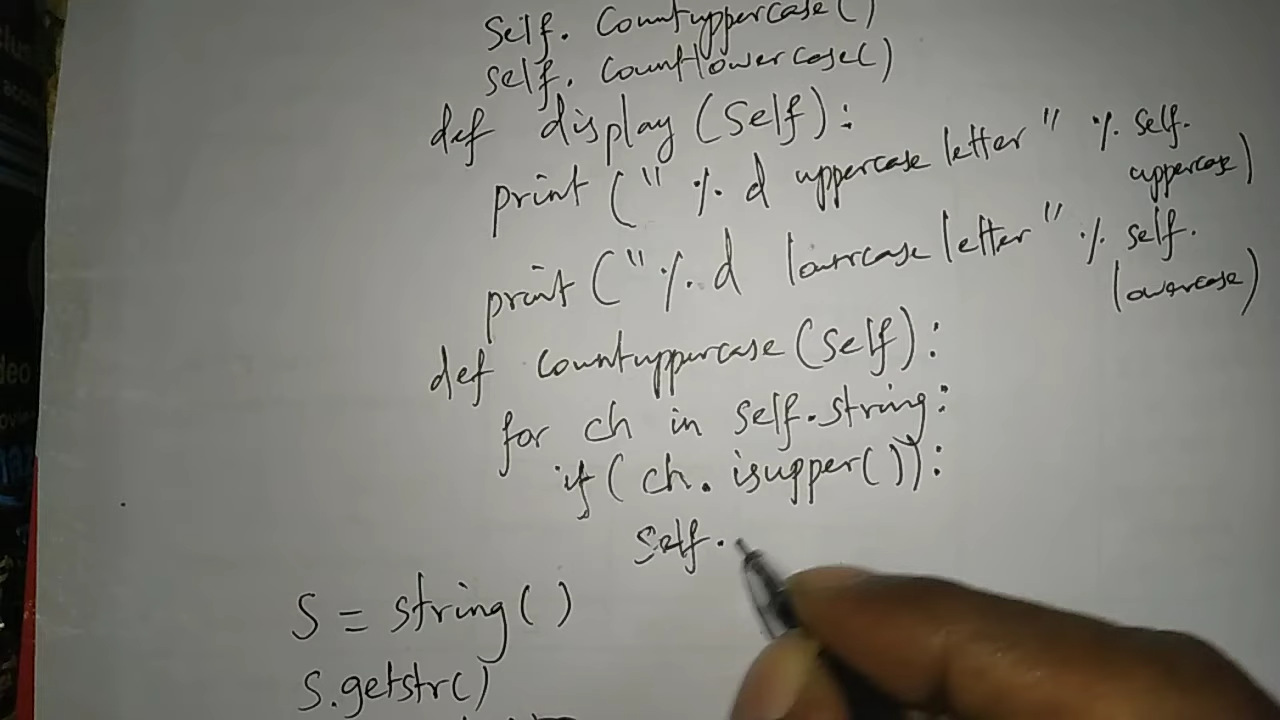 Self. Countuppercase()
self. Countlowercase()
def display (Self):
print (" %d uppercase letter" % Self.
uppercase)
print ("%d lowrcase letter" % self.
lowercase)
def countuppercase (self):
for ch in self.string:
if (ch. isupper()):
Self.
S = string()
S.getstr()